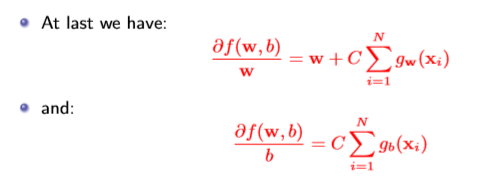 At last we have:
∂f(w, b)/w = w + C ∑_{i=1}^{N} g_w(x_i)
and:
∂f(w, b)/b = C ∑_{i=1}^{N} g_b(x_i)